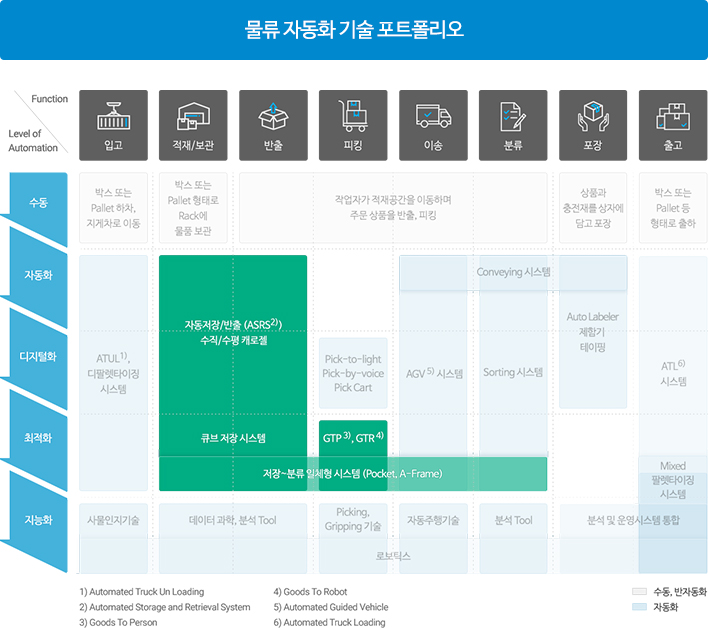 물류 자동화 기술 포트폴리오
Function
Level of
Automation
입고
적재/보관
반출
피킹
이송
분류
포장
출고
수동
박스 또는
Pallet 하차,
지게차로 이동
박스 또는
Pallet 형태로
Rack에
물품 보관
작업자가 적재공간을 이동하며
주문 상품을 반출, 피킹
상품과
충전재를 상자에
담고 포장
박스 또는
Pallet 등
형태로 출하
자동화
Conveying 시스템
자동저장/반출 (ASRS2))
수직/수평 캐로젤
Auto Labeler
제함기
테이핑
디지털화
ATUL1),
디팔렛타이징
시스템
Pick-to-light
Pick-by-voice
Pick Cart
AGV 5) 시스템
Sorting 시스템
ATL6)
시스템
최적화
큐브 저장 시스템
GTP 3), GTR 4)
저장~분류 일체형 시스템 (Pocket, A-Frame)
Mixed
팔렛타이징
시스템
지능화
사물인지기술
데이터 과학, 분석 Tool
Picking,
Gripping 기술
자동주행기술
분석 Tool
분석 및 운영시스템 통합
로보틱스
1) Automated Truck Un Loading
2) Automated Storage and Retrieval System
3) Goods To Person
4) Goods To Robot
5) Automated Guided Vehicle
6) Automated Truck Loading
수동, 반자동화
자동화